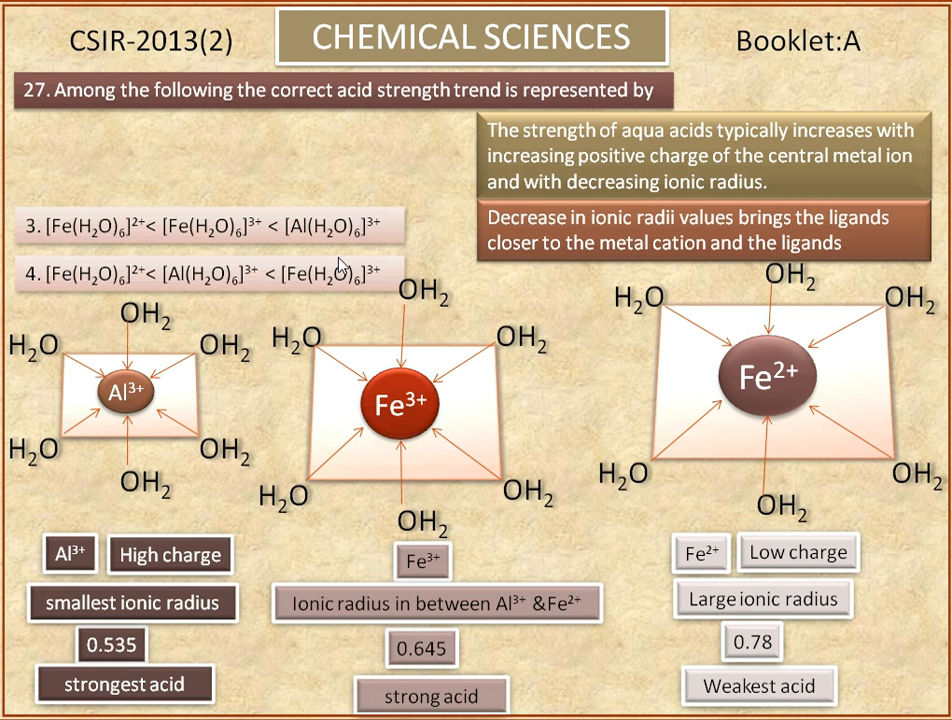 CSIR-2013(2)
CHEMICAL SCIENCES
Booklet:A
27. Among the following the correct acid strength trend is represented by
The strength of aqua acids typically increases with
increasing positive charge of the central metal ion
and with decreasing ionic radius.
Decrease in ionic radii values brings the ligands
closer to the metal cation and the ligands
3. [Fe(H₂O)₆]²⁺< [Fe(H₂O)₆]³⁺ < [Al(H₂O)₆]³⁺
4. [Fe(H₂O)₆]²⁺< [Al(H₂O)₆]³⁺ < [Fe(H₂O)₆]³⁺
OH₂
H₂O
OH₂
Al³⁺
H₂O
OH₂
OH₂
OH₂
H₂O
OH₂
Fe³⁺
H₂O
OH₂
OH₂
OH₂
H₂O
OH₂
Fe²⁺
H₂O
OH₂
OH₂
Al³⁺
High charge
smallest ionic radius
0.535
strongest acid
Fe³⁺
Ionic radius in between Al³⁺ &Fe²⁺
0.645
strong acid
Fe²⁺
Low charge
Large ionic radius
0.78
Weakest acid